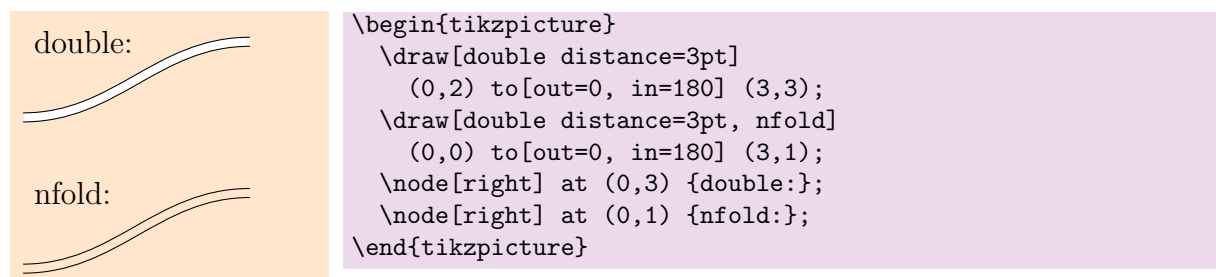 double:
nfold:
\begin{tikzpicture}
  \draw[double distance=3pt]
    (0,2) to[out=0, in=180] (3,3);
  \draw[double distance=3pt, nfold]
    (0,0) to[out=0, in=180] (3,1);
  \node[right] at (0,3) {double:};
  \node[right] at (0,1) {nfold:};
\end{tikzpicture}